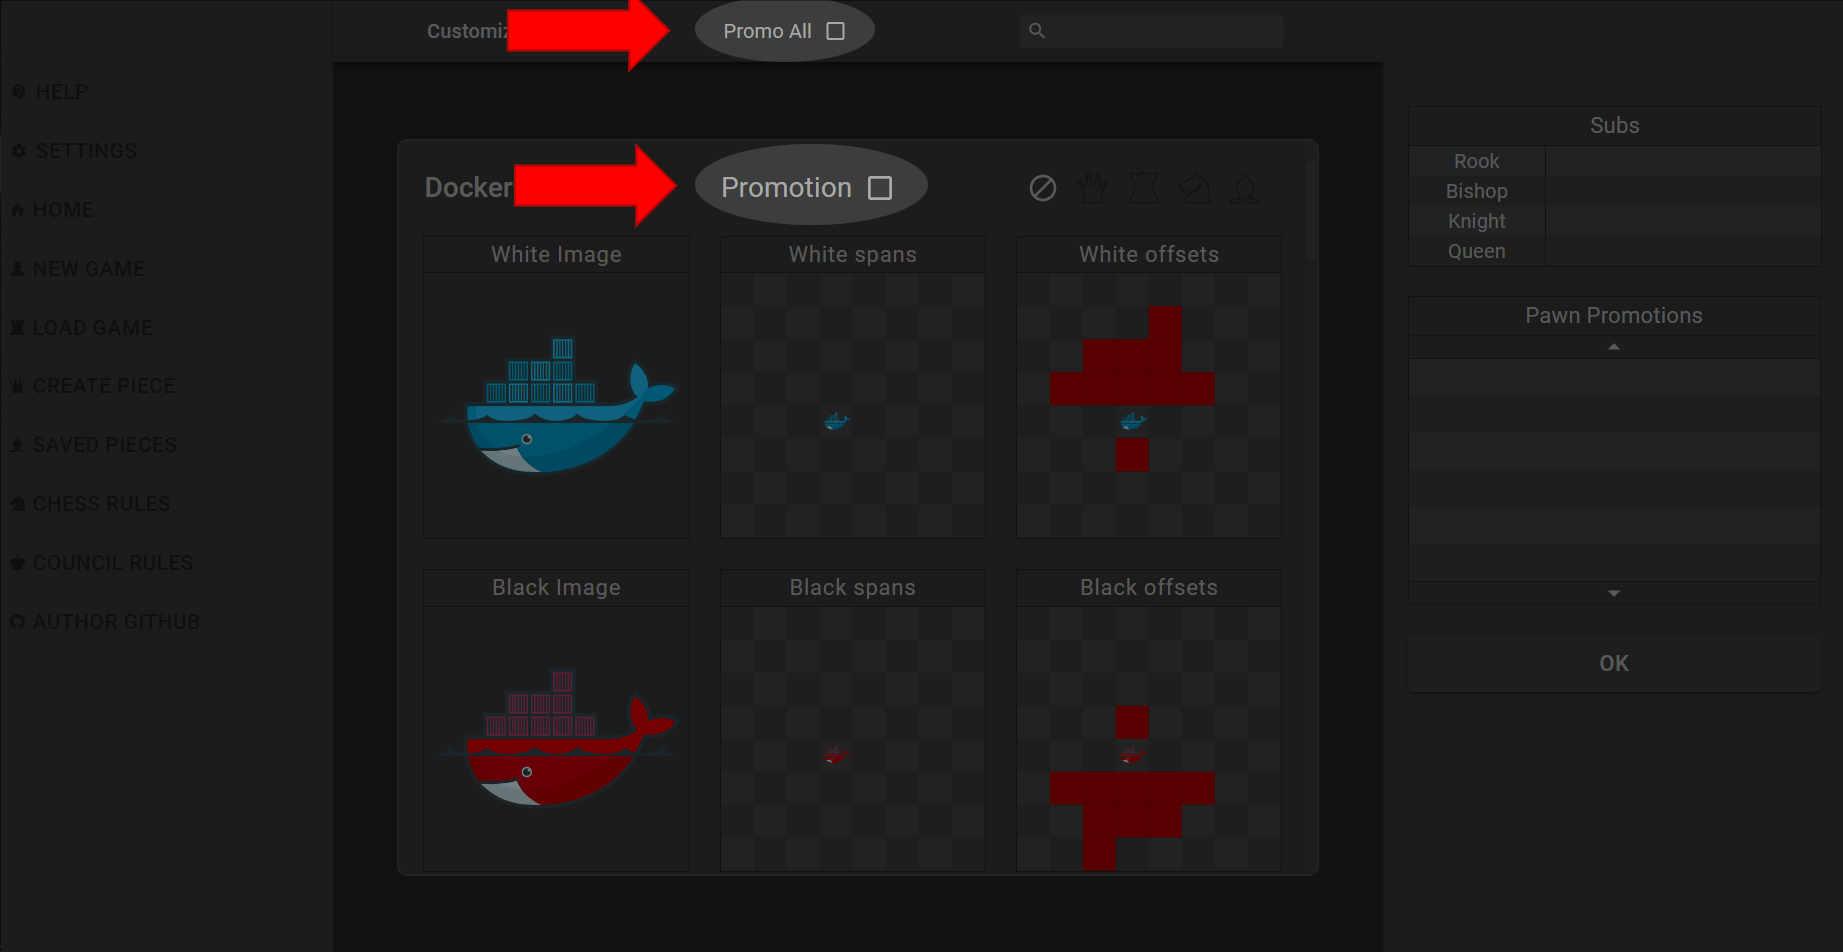 Promo All
HELP
SETTINGS
HOME
NEW GAME
LOAD GAME
CREATE PIECE
SAVED PIECES
CHESS RULES
COUNCIL RULES
AUTHOR GITHUB
Docker
Promotion
White Image
White spans
White offsets
Black Image
Black spans
Black offsets
Subs
Rook
Bishop
Knight
Queen
Pawn Promotions
OK